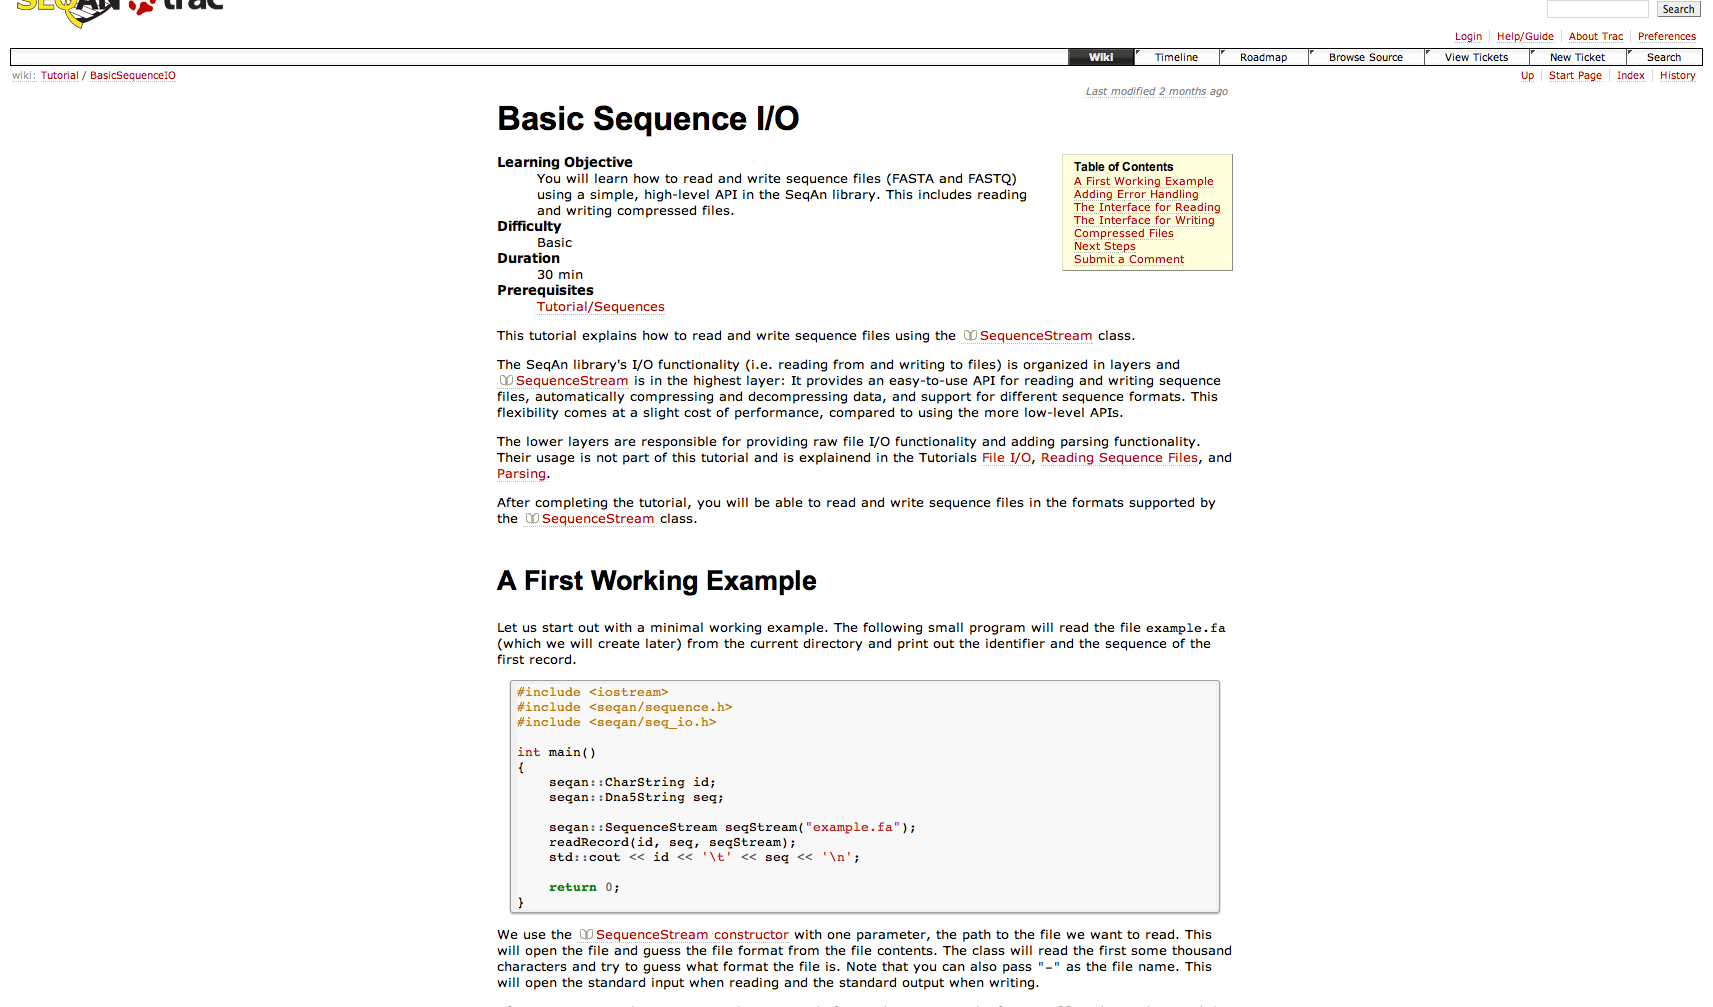 SEQAN trac
Search
Login Help/Guide About Trac Preferences
Wiki Timeline Roadmap Browse Source View Tickets New Ticket Search
wiki: Tutorial / BasicSequenceIO
Up Start Page Index History
Last modified 2 months ago
Basic Sequence I/O
Learning Objective
You will learn how to read and write sequence files (FASTA and FASTQ)
using a simple, high-level API in the SeqAn library. This includes reading
and writing compressed files.
Difficulty
Basic
Duration
30 min
Prerequisites
Tutorial/Sequences
Table of Contents
A First Working Example
Adding Error Handling
The Interface for Reading
The Interface for Writing
Compressed Files
Next Steps
Submit a Comment
This tutorial explains how to read and write sequence files using the SequenceStream class.
The SeqAn library's I/O functionality (i.e. reading from and writing to files) is organized in layers and
SequenceStream is in the highest layer: It provides an easy-to-use API for reading and writing sequence
files, automatically compressing and decompressing data, and support for different sequence formats. This
flexibility comes at a slight cost of performance, compared to using the more low-level APIs.
The lower layers are responsible for providing raw file I/O functionality and adding parsing functionality.
Their usage is not part of this tutorial and is explainend in the Tutorials File I/O, Reading Sequence Files, and
Parsing.
After completing the tutorial, you will be able to read and write sequence files in the formats supported by
the SequenceStream class.
A First Working Example
Let us start out with a minimal working example. The following small program will read the file example.fa
(which we will create later) from the current directory and print out the identifier and the sequence of the
first record.
#include <iostream>
#include <seqan/sequence.h>
#include <seqan/seq_io.h>
int main()
{
seqan::CharString id;
seqan::Dna5String seq;
seqan::SequenceStream seqStream("example.fa");
readRecord(id, seq, seqStream);
std::cout << id << '\t' << seq << '\n';
return 0;
}
We use the SequenceStream constructor with one parameter, the path to the file we want to read. This
will open the file and guess the file format from the file contents. The class will read the first some thousand
characters and try to guess what format the file is. Note that you can also pass "-" as the file name. This
will open the standard input when reading and the standard output when writing.